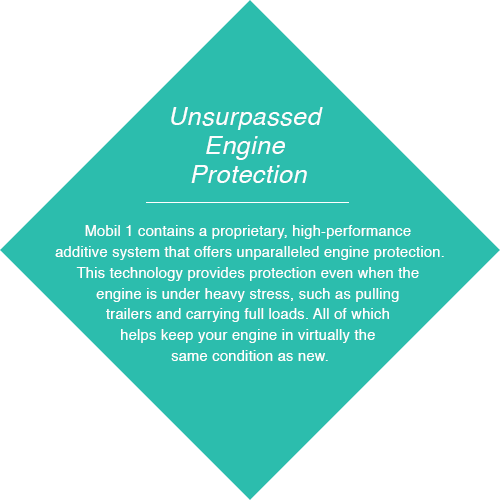 Unsurpassed
Engine
Protection
Mobil 1 contains a proprietary, high-performance
additive system that offers unparalleled engine protection.
This technology provides protection even when the
engine is under heavy stress, such as pulling
trailers and carrying full loads. All of which
helps keep your engine in virtually the
same condition as new.